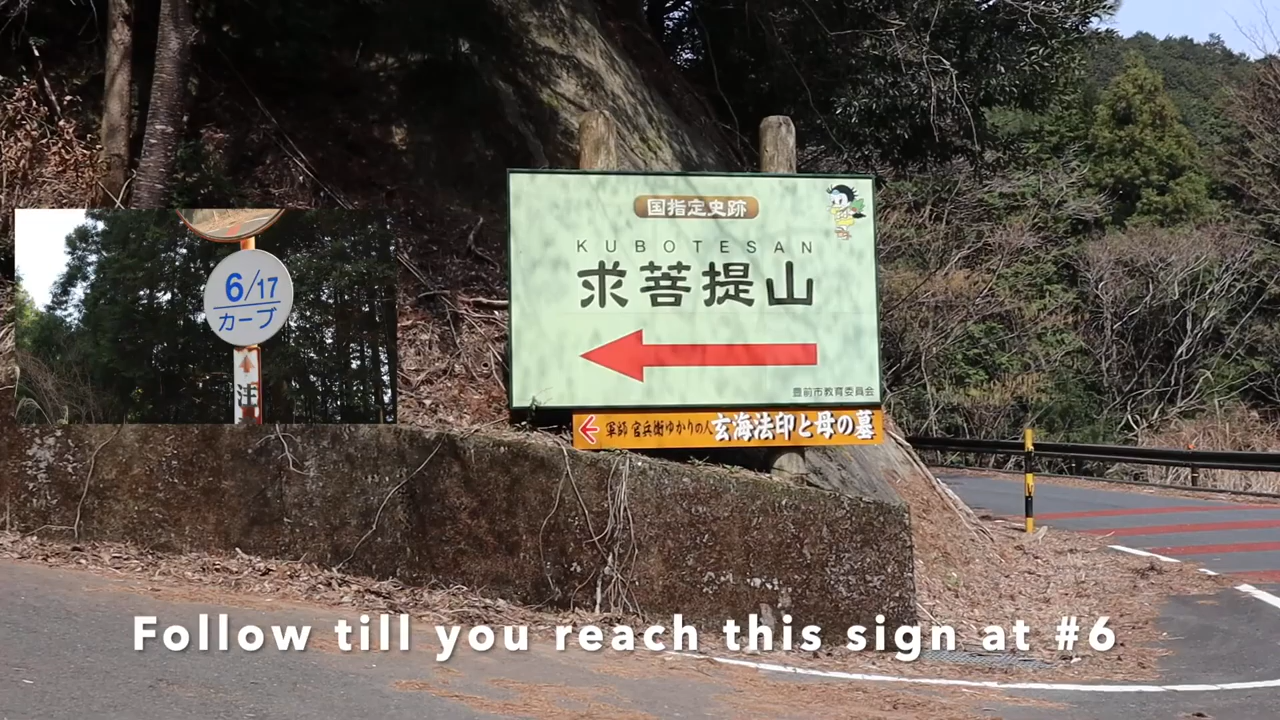 6/17
カーブ
注
国指定史跡
KUBOTESAN
求菩提山
豊前市教育委員会
軍師 官兵衛ゆかりの人 玄海法印と母の墓
Follow till you reach this sign at #6